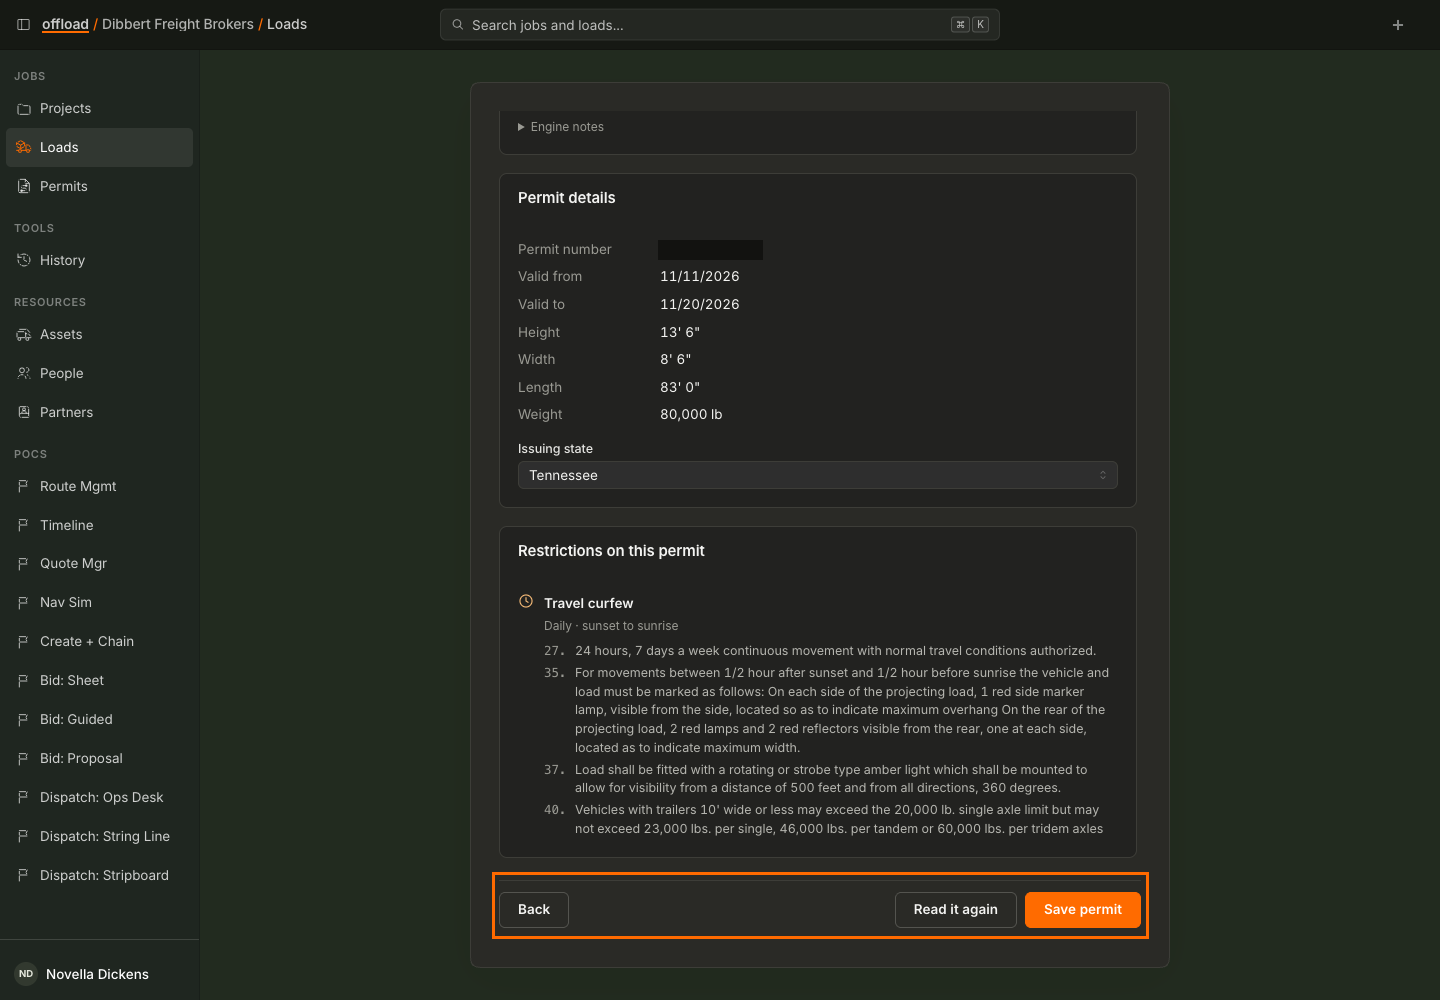 offload / Dibbert Freight Brokers / Loads
Search jobs and loads...
⌘ K
+
JOBS
Projects
Loads
Permits
TOOLS
History
RESOURCES
Assets
People
Partners
POCS
Route Mgmt
Timeline
Quote Mgr
Nav Sim
Create + Chain
Bid: Sheet
Bid: Guided
Bid: Proposal
Dispatch: Ops Desk
Dispatch: String Line
Dispatch: Stripboard
ND Novella Dickens
Engine notes
Permit details
Permit number
Valid from 11/11/2026
Valid to 11/20/2026
Height 13' 6"
Width 8' 6"
Length 83' 0"
Weight 80,000 lb
Issuing state
Tennessee
Restrictions on this permit
Travel curfew
Daily · sunset to sunrise
27. 24 hours, 7 days a week continuous movement with normal travel conditions authorized.
35. For movements between 1/2 hour after sunset and 1/2 hour before sunrise the vehicle and
load must be marked as follows: On each side of the projecting load, 1 red side marker
lamp, visible from the side, located so as to indicate maximum overhang On the rear of the
projecting load, 2 red lamps and 2 red reflectors visible from the rear, one at each side,
located as to indicate maximum width.
37. Load shall be fitted with a rotating or strobe type amber light which shall be mounted to
allow for visibility from a distance of 500 feet and from all directions, 360 degrees.
40. Vehicles with trailers 10' wide or less may exceed the 20,000 lb. single axle limit but may
not exceed 23,000 lbs. per single, 46,000 lbs. per tandem or 60,000 lbs. per tridem axles
Back
Read it again
Save permit